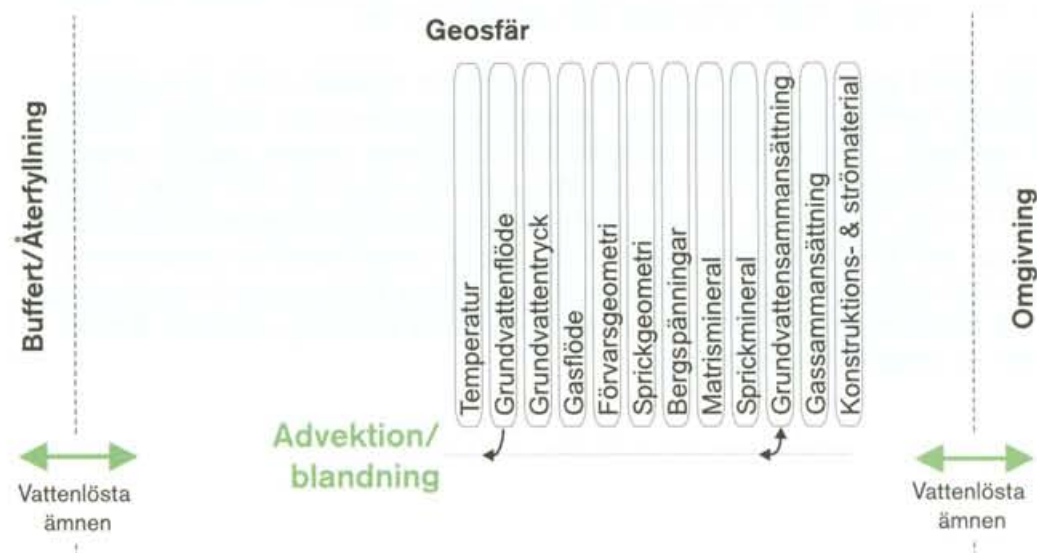 Geosfär
Buffert/Återfyllning
Temperatur
Grundvattenflöde
Grundvattentryck
Gasflöde
Förvarsgeometri
Sprickgeometri
Bergspänningar
Matrismineral
Sprickmineral
Grundvattensammansättning
Gassammansättning
Konstruktions- & strömaterial
Omgivning
Advektion/
blandning
Vattenlösta
ämnen
Vattenlösta
ämnen